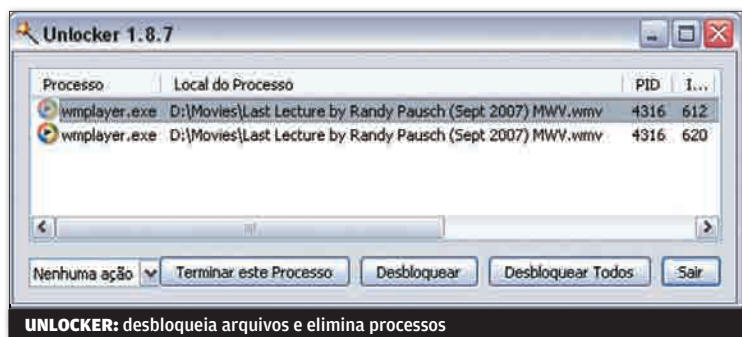 Unlocker 1.8.7
Processo Local do Processo PID I...
wmplayer.exe D:\Movies\Last Lecture by Randy Pausch (Sept 2007) MWV.wmv 4316 612
wmplayer.exe D:\Movies\Last Lecture by Randy Pausch (Sept 2007) MWV.wmv 4316 620
Nenhuma ação Terminar este Processo Desbloquear Desbloquear Todos Sair
UNLOCKER: desbloqueia arquivos e elimina processos